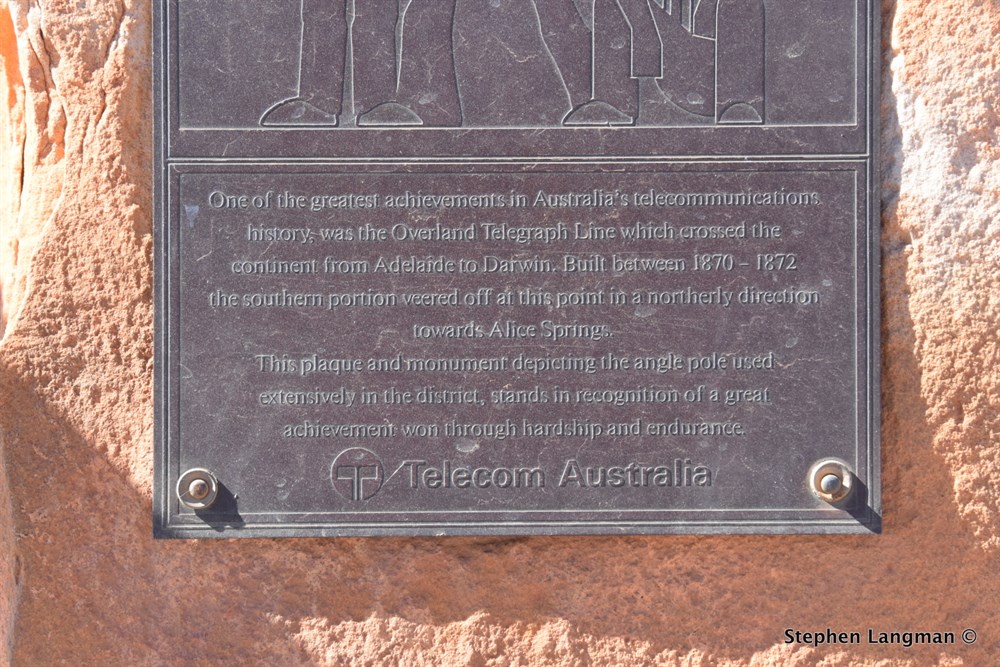 One of the greatest achievements in Australia's telecommunications
history, was the Overland Telegraph Line which crossed the
continent from Adelaide to Darwin. Built between 1870 – 1872
the southern portion veered off at this point in a northerly direction
towards Alice Springs.
This plaque and monument depicting the angle pole used
extensively in the district, stands in recognition of a great
achievement won through hardship and endurance.
Telecom Australia
Stephen Langman ©